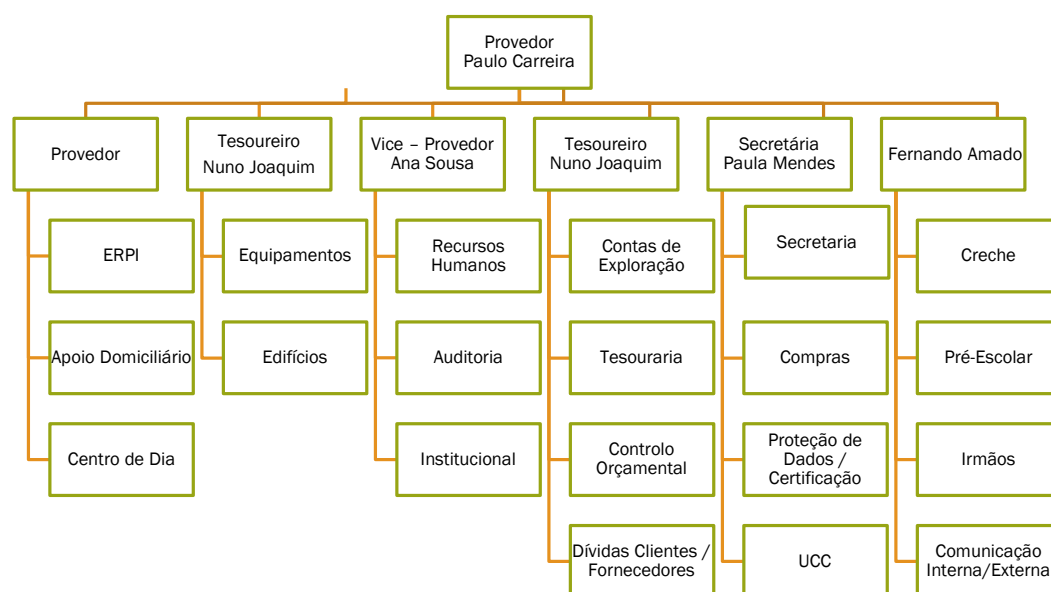 Provedor
Paulo Carreira
Provedor
Tesoureiro
Nuno Joaquim
Vice – Provedor
Ana Sousa
Tesoureiro
Nuno Joaquim
Secretária
Paula Mendes
Fernando Amado
ERPI
Equipamentos
Recursos
Humanos
Contas de
Exploração
Secretaria
Creche
Apoio Domiciliário
Edifícios
Auditoria
Tesouraria
Compras
Pré-Escolar
Centro de Dia
Institucional
Controlo
Orçamental
Proteção de
Dados /
Certificação
Irmãos
Dívidas Clientes /
Fornecedores
UCC
Comunicação
Interna/Externa